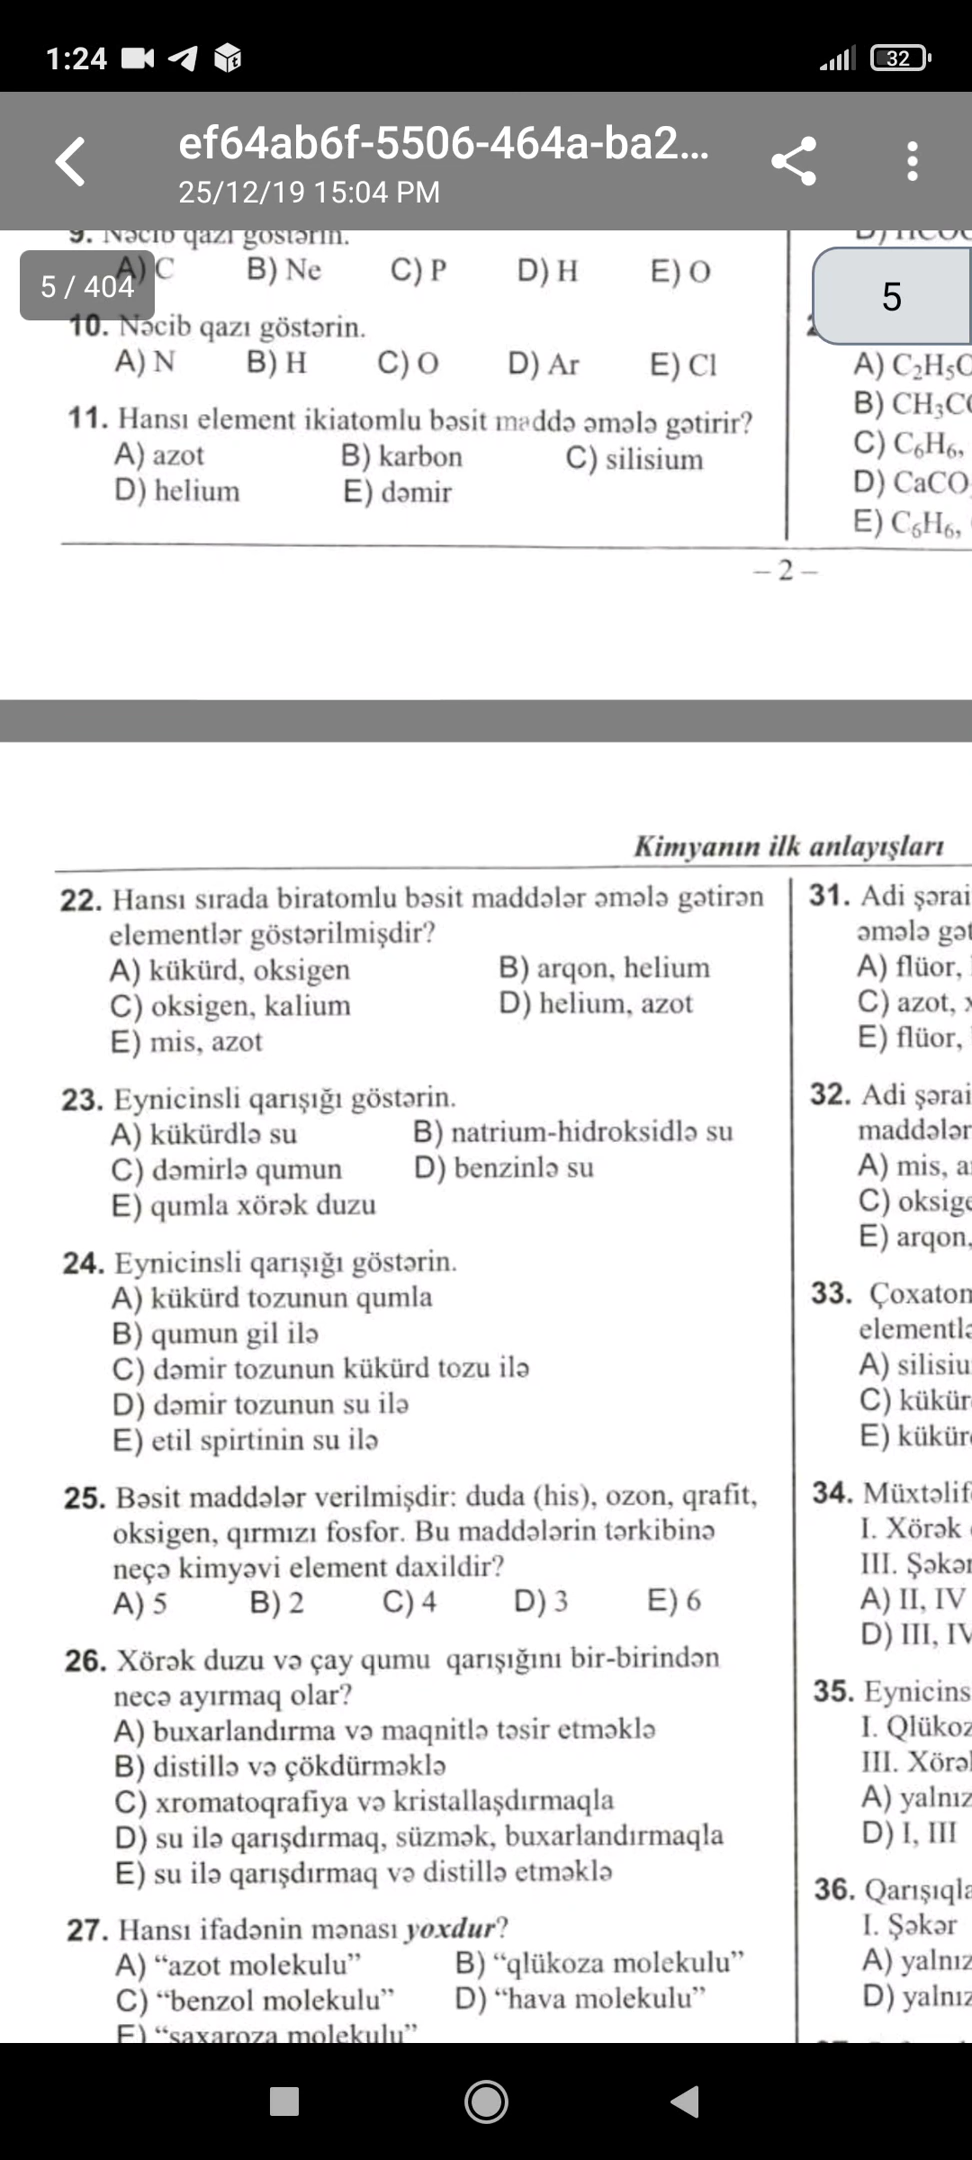 1:24
32
ef64ab6f-5506-464a-ba2...
25/12/19 15:04 PM
5 / 404
5
9. Nəcib qazı göstərin.
A) C B) Ne C) P D) H E) O
10. Nəcib qazı göstərin.
A) N B) H C) O D) Ar E) Cl
11. Hansı element ikiatomlu bəsit maddə əmələ gətirir?
A) azot B) karbon C) silisium
D) helium E) dəmir
A) C₂H₅O
B) CH₃C
C) C₆H₆,
D) CaCO
E) C₆H₆,
– 2 –
Kimyanın ilk anlayışları
22. Hansı sırada biratomlu bəsit maddələr əmələ gətirən
elementlər göstərilmişdir?
A) kükürd, oksigen B) arqon, helium
C) oksigen, kalium D) helium, azot
E) mis, azot
23. Eynicinsli qarışığı göstərin.
A) kükürdlə su B) natrium-hidroksidlə su
C) dəmirlə qumun D) benzinlə su
E) qumla xörək duzu
24. Eynicinsli qarışığı göstərin.
A) kükürd tozunun qumla
B) qumun gil ilə
C) dəmir tozunun kükürd tozu ilə
D) dəmir tozunun su ilə
E) etil spirtinin su ilə
25. Bəsit maddələr verilmişdir: duda (his), ozon, qrafit,
oksigen, qırmızı fosfor. Bu maddələrin tərkibinə
neçə kimyəvi element daxildir?
A) 5 B) 2 C) 4 D) 3 E) 6
26. Xörək duzu və çay qumu qarışığını bir-birindən
necə ayırmaq olar?
A) buxarlandırma və maqnitlə təsir etməklə
B) distillə və çökdürməklə
C) xromatoqrafiya və kristallaşdırmaqla
D) su ilə qarışdırmaq, süzmək, buxarlandırmaqla
E) su ilə qarışdırmaq və distillə etməklə
27. Hansı ifadənin mənası yoxdur?
A) “azot molekulu” B) “qlükoza molekulu”
C) “benzol molekulu” D) “hava molekulu”
E) “saxaroza molekulu”
31. Adi şərai
əmələ gət
A) flüor,
C) azot,
E) flüor,
32. Adi şərai
maddələr
A) mis, a
C) oksige
E) arqon,
33. Çoxatom
elementlə
A) silisiu
C) kükür
E) kükür
34. Müxtəlif
I. Xörək
III. Şəkər
A) II, IV
D) III, IV
35. Eynicins
I. Qlükoz
III. Xörə
A) yalnız
D) I, III
36. Qarışıqla
I. Şəkər
A) yalnız
D) yalnız